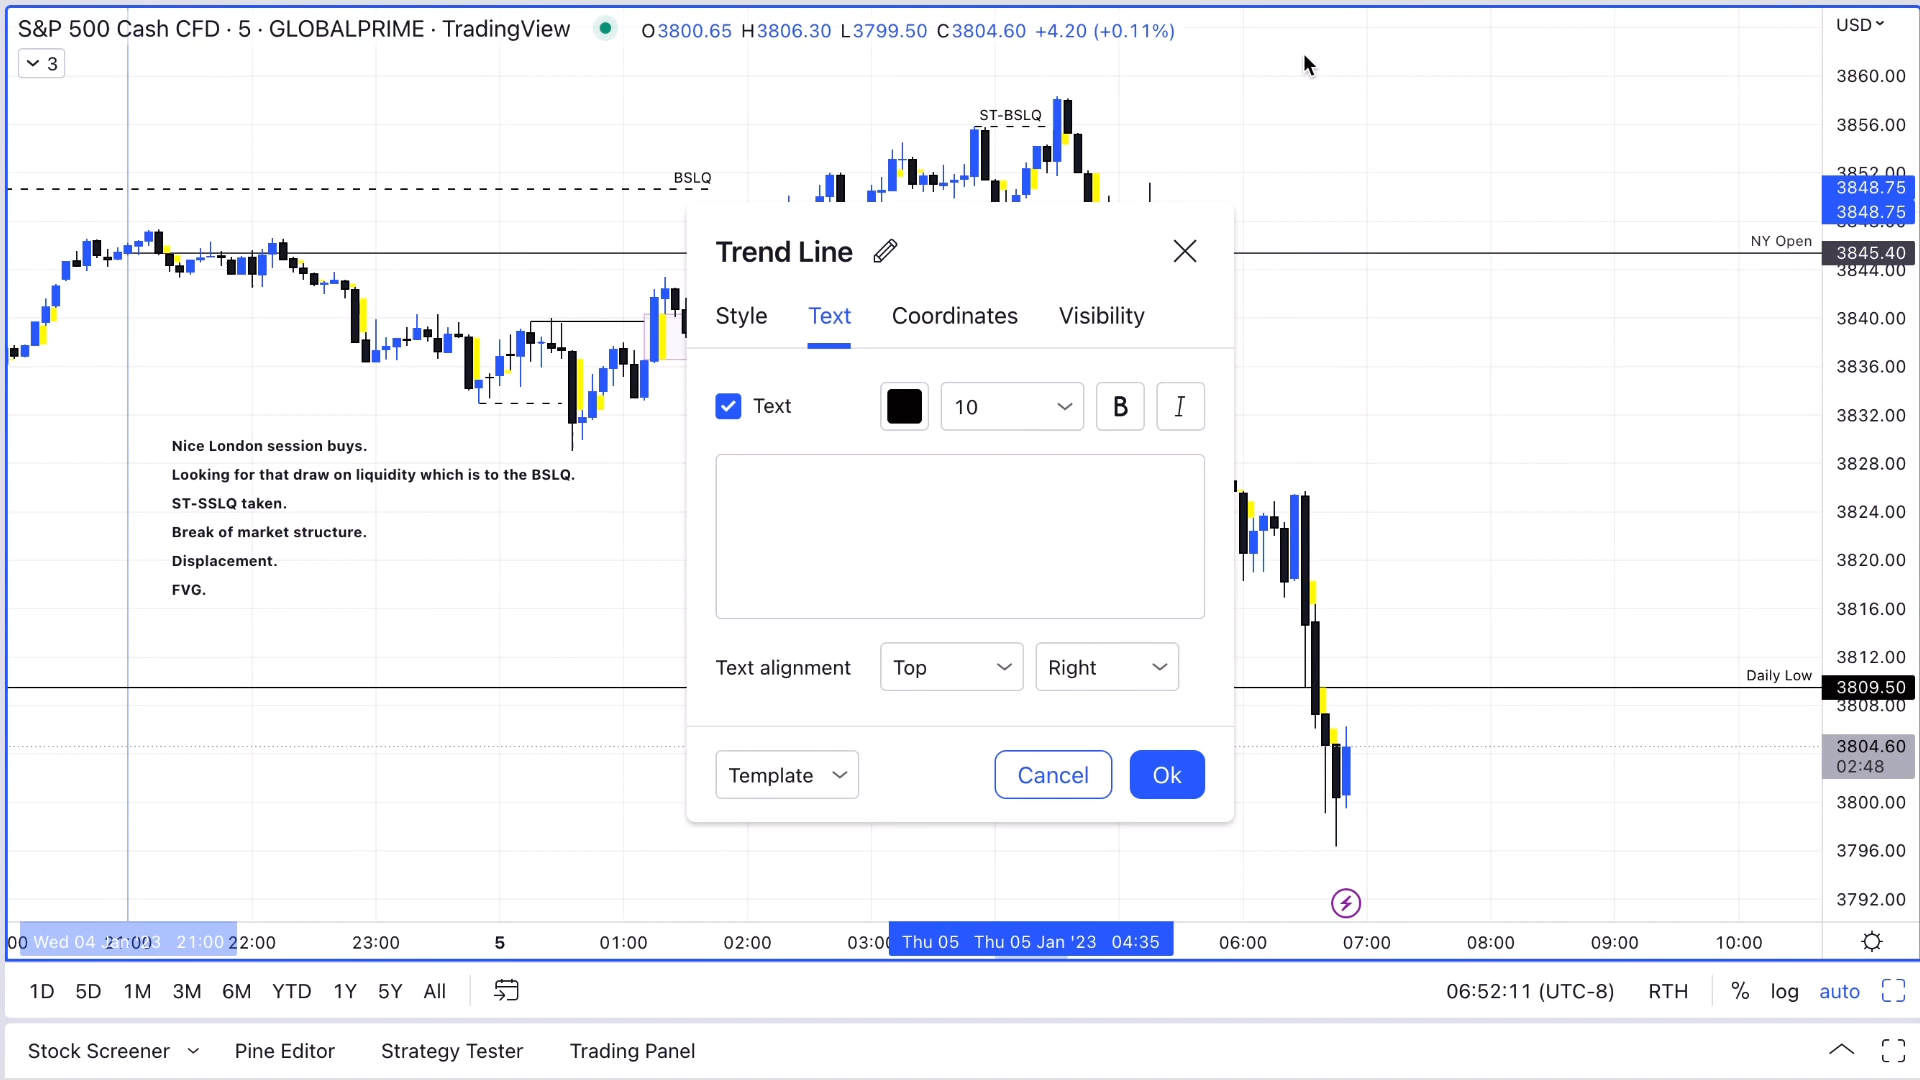 S&P 500 Cash CFD · 5 · GLOBALPRIME · TradingView
O3800.65 H3806.30 L3799.50 C3804.60 +4.20 (+0.11%)
USD
3
3860.00
ST-BSLQ
3856.00
3852.00
BSLQ
3848.75
3848.75
NY Open
3845.40
3844.00
Trend Line
Style Text Coordinates Visibility
3840.00
3836.00
Text
10
B
I
3832.00
Nice London session buys.
Looking for that draw on liquidity which is to the BSLQ.
ST-SSLQ taken.
Break of market structure.
Displacement.
FVG.
3828.00
3824.00
3820.00
3816.00
3812.00
Text alignment
Top
Right
Daily Low
3809.50
3808.00
3804.60
02:48
Template
Cancel
Ok
3800.00
3796.00
3792.00
Wed 04 Jan '23 21:00
22:00 23:00 5 01:00 02:00
Thu 05
Thu 05 Jan '23 04:35
06:00 07:00 08:00 09:00 10:00
1D 5D 1M 3M 6M YTD 1Y 5Y All
06:52:11 (UTC-8) RTH % log auto
Stock Screener Pine Editor Strategy Tester Trading Panel